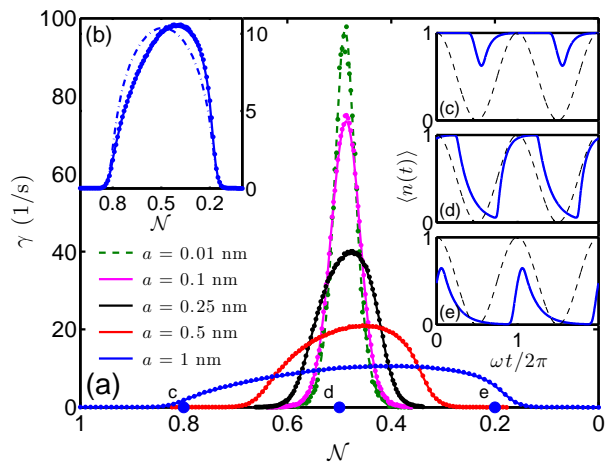 (b)
100
80
60
40
20
0
γ (1/s)
10
5
0
0.8 0.5 0.2
𝒩
a = 0.01 nm
a = 0.1 nm
a = 0.25 nm
a = 0.5 nm
a = 1 nm
(a)
c d e
1 0.8 0.6 0.4 0.2 0
𝒩
1
0
(c)
1
⟨n(t)⟩
0
(d)
1
0
(e)
0 1
ωt/2π